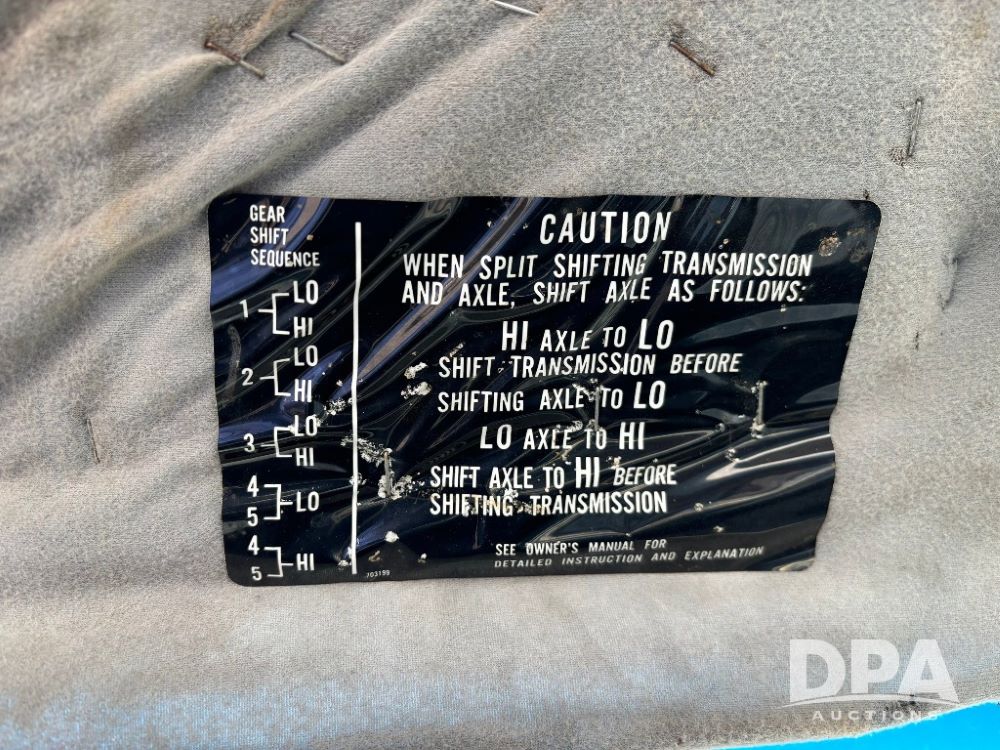 GEAR
SHIFT
SEQUENCE
1 LO
HI
2 LO
HI
3 LO
HI
4
5 LO
4
5 HI
CAUTION
WHEN SPLIT SHIFTING TRANSMISSION
AND AXLE, SHIFT AXLE AS FOLLOWS:
HI AXLE TO LO
SHIFT TRANSMISSION BEFORE
SHIFTING AXLE TO LO
LO AXLE TO HI
SHIFT AXLE TO HI BEFORE
SHIFTING TRANSMISSION
SEE OWNER'S MANUAL FOR
DETAILED INSTRUCTION AND EXPLANATION
703199
DPA
AUCTIONS